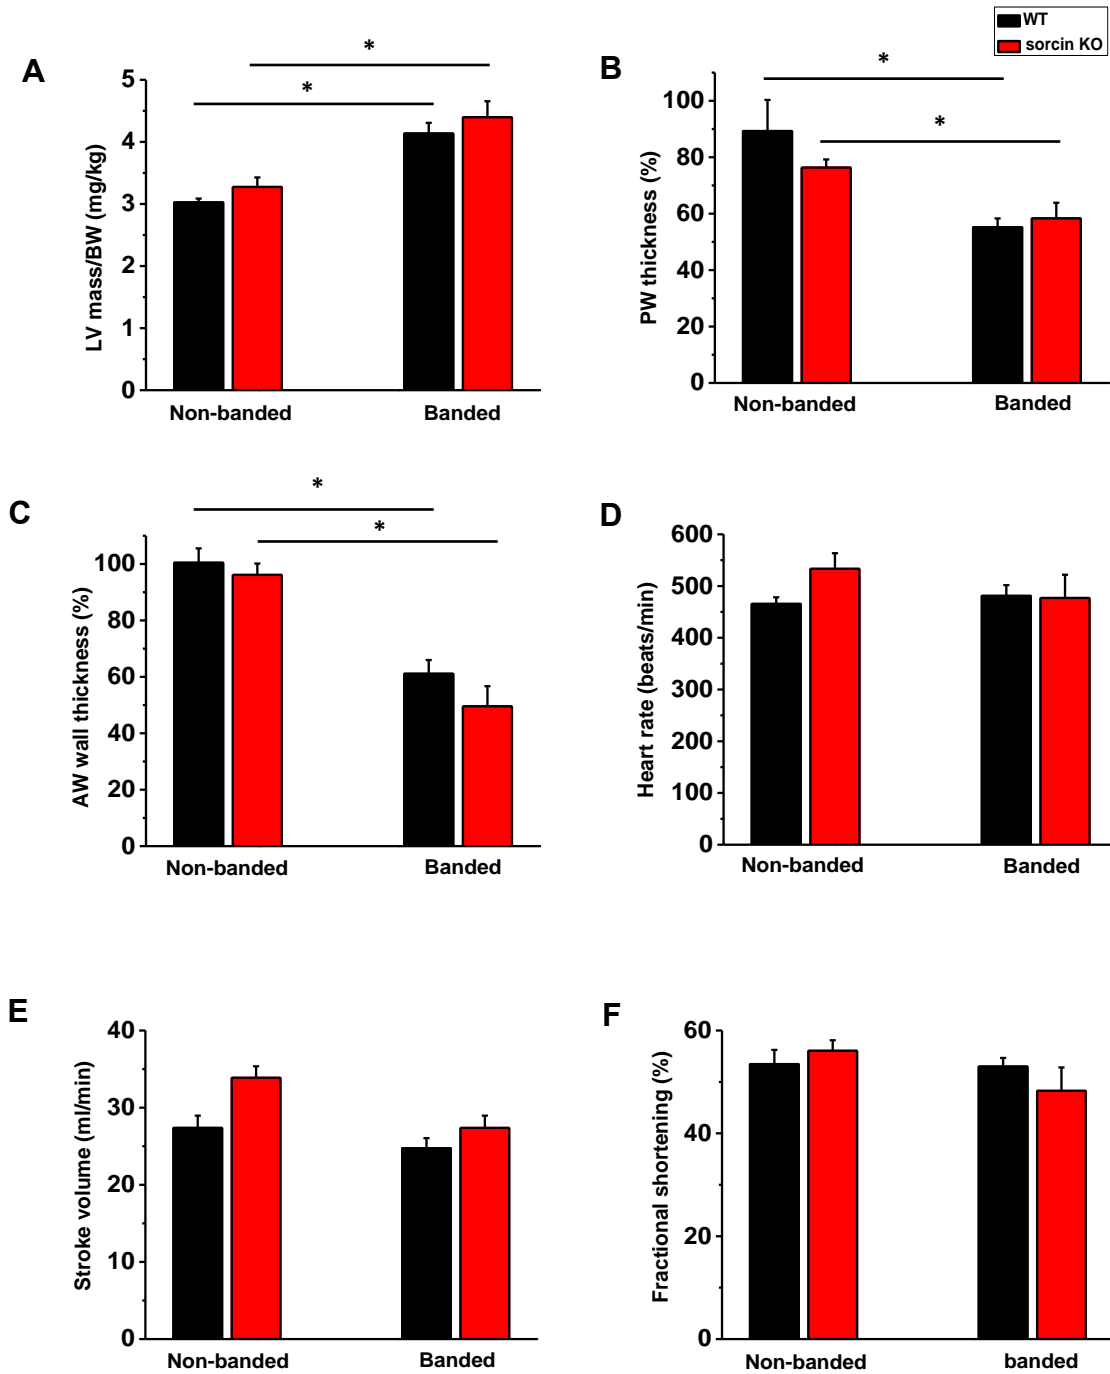 WT
sorcin KO
A
*
*
LV mass/BW (mg/kg)
5
4
3
2
1
0
Non-banded
Banded
B
*
*
PW thickness (%)
100
80
60
40
20
0
Non-banded
Banded
C
*
*
AW wall thickness (%)
100
80
60
40
20
0
Non-banded
Banded
D
Heart rate (beats/min)
600
500
400
300
200
100
0
Non-banded
Banded
E
Stroke volume (ml/min)
40
30
20
10
0
Non-banded
Banded
F
Fractional shortening (%)
60
40
20
0
Non-banded
banded